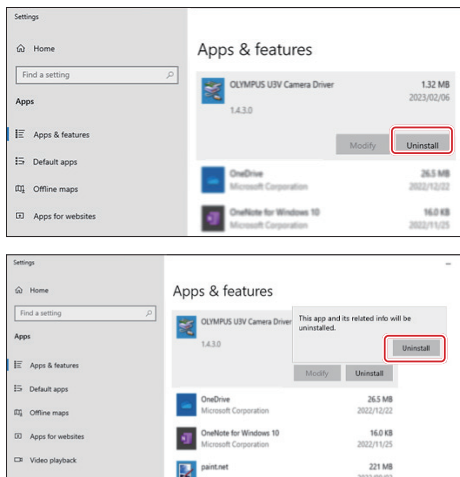 Settings
Home
Find a setting
Apps
Apps & features
Default apps
Offline maps
Apps for websites
Apps & features
OLYMPUS U3V Camera Driver 1.32 MB
2023/02/06
1.4.3.0
Modify Uninstall
OneDrive 26.5 MB
Microsoft Corporation 2022/12/22
OneNote for Windows 10 16.0 KB
Microsoft Corporation 2022/11/25
Settings
Home
Find a setting
Apps
Apps & features
Default apps
Offline maps
Apps for websites
Video playback
Apps & features
OLYMPUS U3V Camera Driver
1.4.3.0
This app and its related info will be
uninstalled.
Uninstall
Modify Uninstall
OneDrive 26.5 MB
Microsoft Corporation 2022/12/22
OneNote for Windows 10 16.0 KB
Microsoft Corporation 2022/11/25
paint.net 221 MB